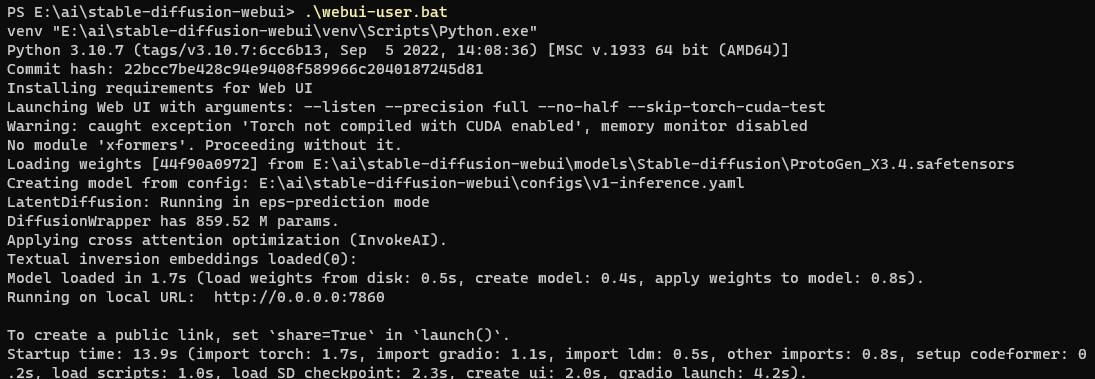 PS E:\ai\stable-diffusion-webui> .\webui-user.bat
venv "E:\ai\stable-diffusion-webui\venv\Scripts\Python.exe"
Python 3.10.7 (tags/v3.10.7:6cc6b13, Sep  5 2022, 14:08:36) [MSC v.1933 64 bit (AMD64)]
Commit hash: 22bcc7be428c94e9408f589966c2040187245d81
Installing requirements for Web UI
Launching Web UI with arguments: --listen --precision full --no-half --skip-torch-cuda-test
Warning: caught exception 'Torch not compiled with CUDA enabled', memory monitor disabled
No module 'xformers'. Proceeding without it.
Loading weights [44f90a0972] from E:\ai\stable-diffusion-webui\models\Stable-diffusion\ProtoGen_X3.4.safetensors
Creating model from config: E:\ai\stable-diffusion-webui\configs\v1-inference.yaml
LatentDiffusion: Running in eps-prediction mode
DiffusionWrapper has 859.52 M params.
Applying cross attention optimization (InvokeAI).
Textual inversion embeddings loaded(0):
Model loaded in 1.7s (load weights from disk: 0.5s, create model: 0.4s, apply weights to model: 0.8s).
Running on local URL:  http://0.0.0.0:7860
To create a public link, set `share=True` in `launch()`.
Startup time: 13.9s (import torch: 1.7s, import gradio: 1.1s, import ldm: 0.5s, other imports: 0.8s, setup codeformer: 0
.2s, load scripts: 1.0s, load SD checkpoint: 2.3s, create ui: 2.0s, gradio launch: 4.2s).